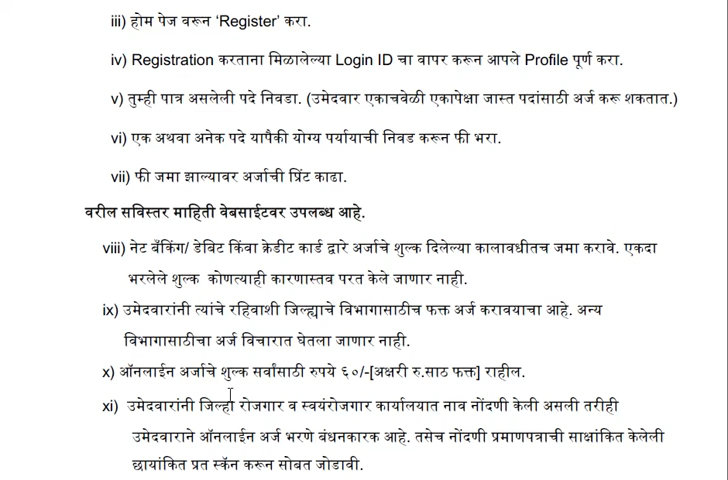 iii) होम पेज वरून ‘Register’ करा.
iv) Registration करताना मिळालेल्या Login ID चा वापर करून आपले Profile पूर्ण करा.
v) तुम्ही पात्र असलेली पदे निवडा. (उमेदवार एकाचवेळी एकापेक्षा जास्त पदांसाठी अर्ज करू शकतात.)
vi) एक अथवा अनेक पदे यापैकी योग्य पर्यायाची निवड करून फी भरा.
vii) फी जमा झाल्यावर अर्जाची प्रिंट काढा.
वरील सविस्तर माहिती वेबसाईटवर उपलब्ध आहे.
viii) नेट बँकिंग/ डेबिट किंवा क्रेडीट कार्ड द्वारे अर्जाचे शुल्क दिलेल्या कालावधीतच जमा करावे. एकदा
भरलेले शुल्क कोणत्याही कारणास्तव परत केले जाणार नाही.
ix) उमेदवारांनी त्यांचे रहिवाशी जिल्ह्याचे विभागासाठीच फक्त अर्ज करावयाचा आहे. अन्य
विभागासाठीचा अर्ज विचारात घेतला जाणार नाही.
x) ऑनलाईन अर्जाचे शुल्क सर्वांसाठी रुपये ६०/-[अक्षरी रु.साठ फक्त] राहील.
xi) उमेदवारांनी जिल्हा रोजगार व स्वयंरोजगार कार्यालयात नाव नोंदणी केली असली तरीही
उमेदवाराने ऑनलाईन अर्ज भरणे बंधनकारक आहे. तसेच नोंदणी प्रमाणपत्राची साक्षांकित केलेली
छायांकित प्रत स्कॅन करून सोबत जोडावी.